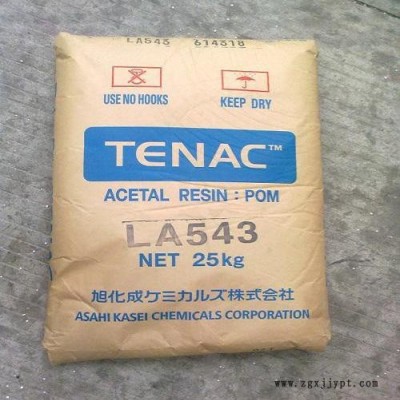 LA543 614318
USE NO HOOKS KEEP DRY
TENAC™
ACETAL RESIN : POM
LA543
NET 25kg
旭化成ケミカルズ株式会社
ASAHI KASEI CHEMICALS CORPORATION
www.zgxjjypt.com